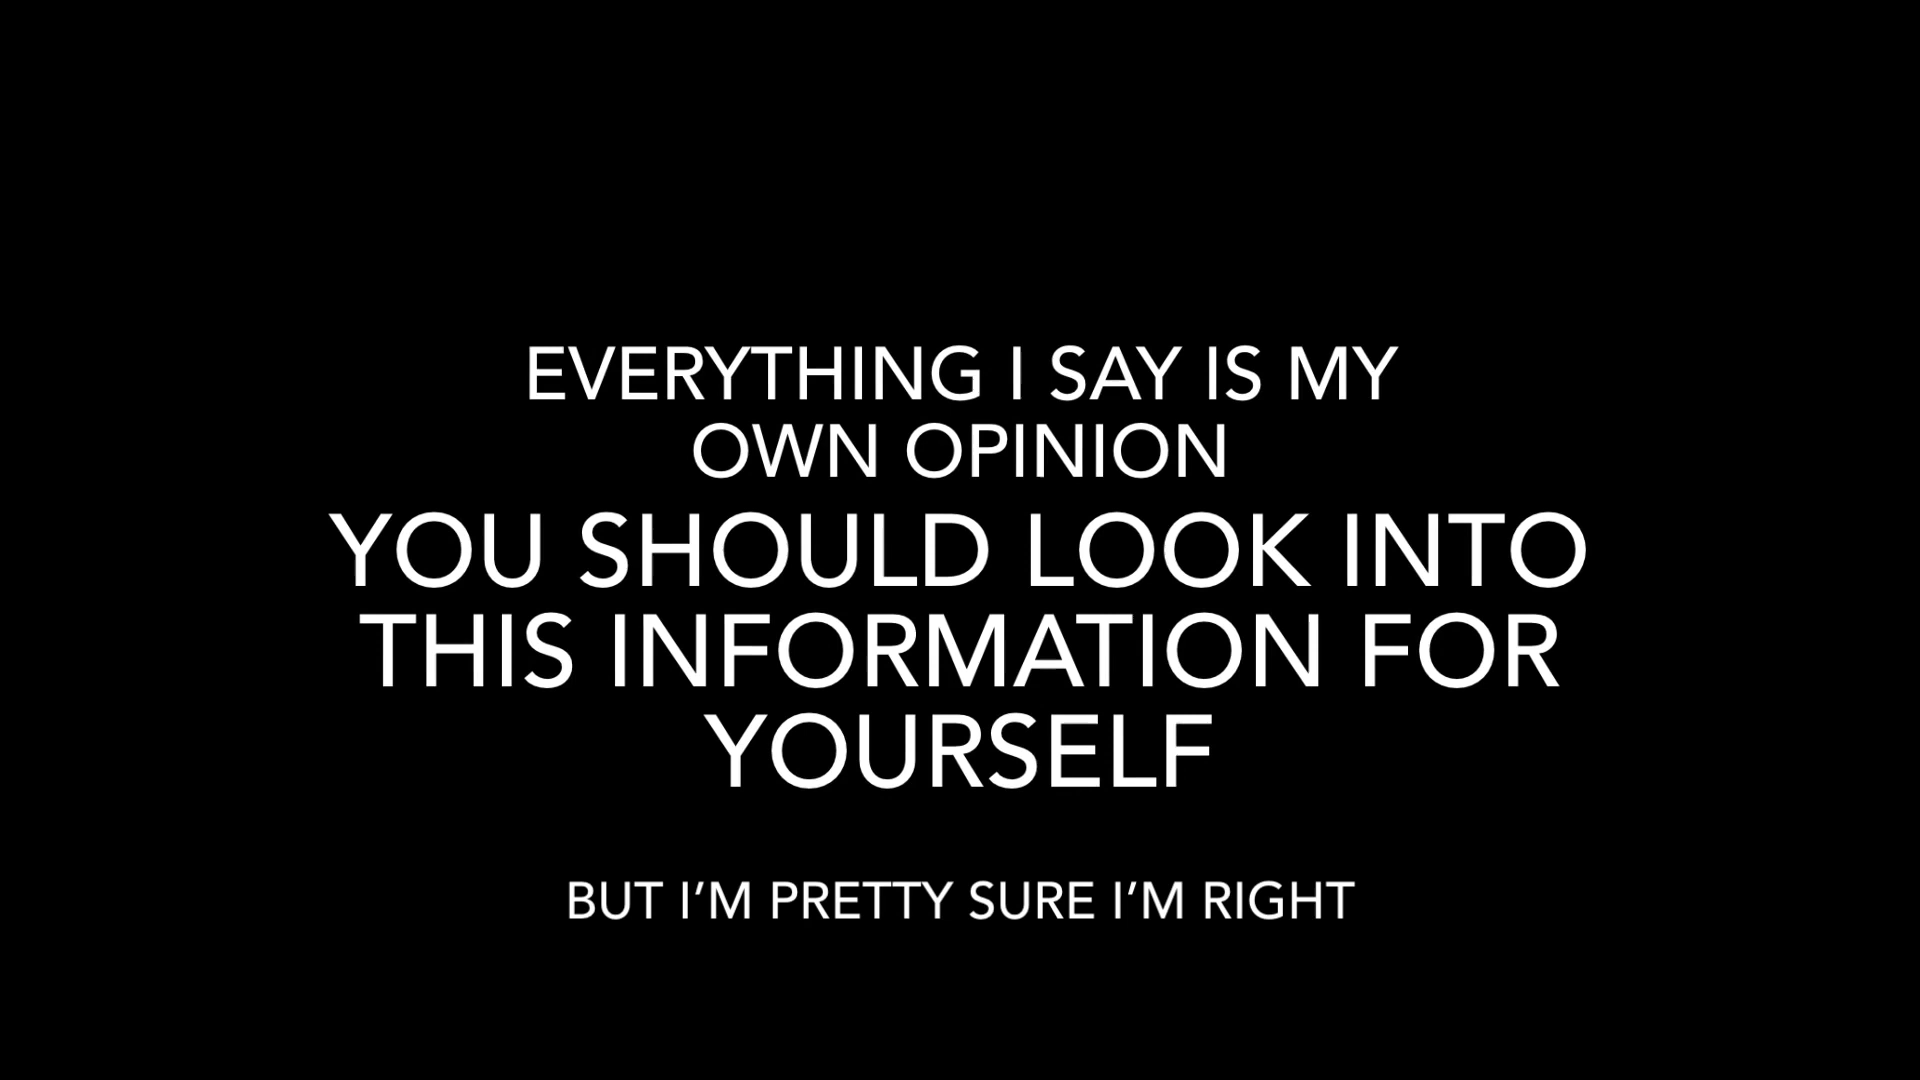 EVERYTHING I SAY IS MY
OWN OPINION
YOU SHOULD LOOK INTO
THIS INFORMATION FOR
YOURSELF
BUT I’M PRETTY SURE I’M RIGHT